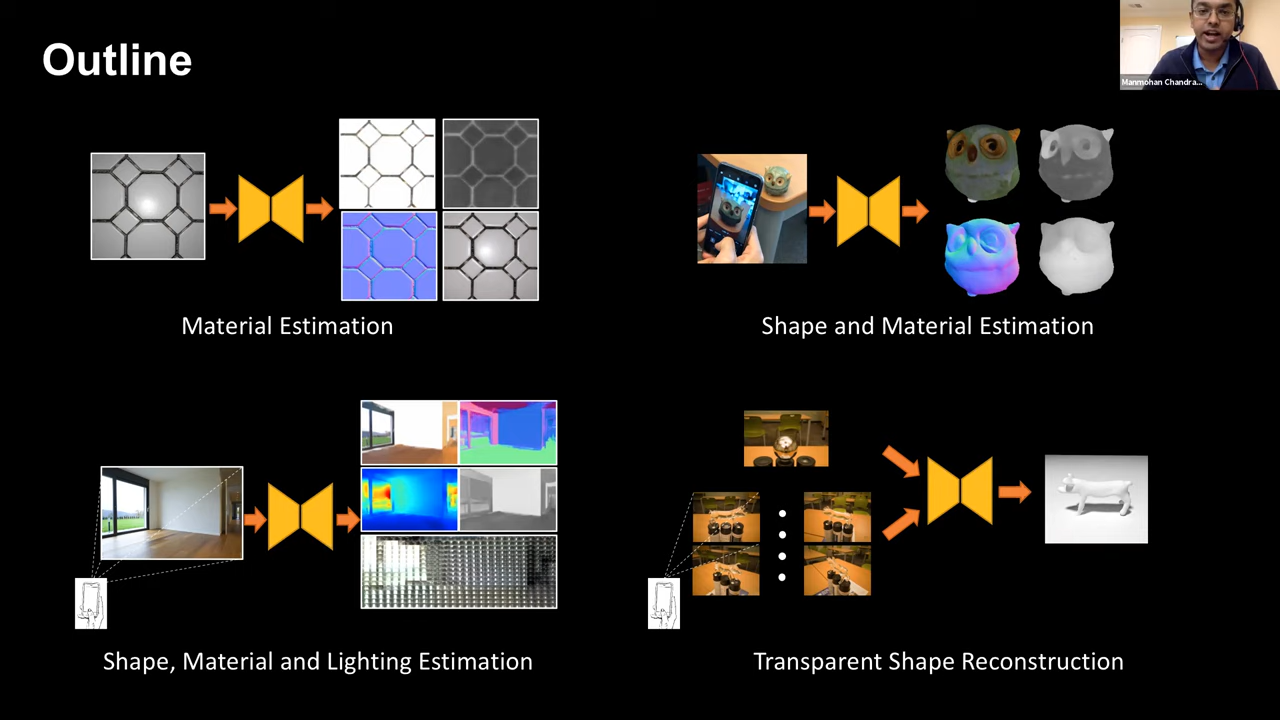 Outline
Manmohan Chandra...
Material Estimation
Shape and Material Estimation
Shape, Material and Lighting Estimation
Transparent Shape Reconstruction